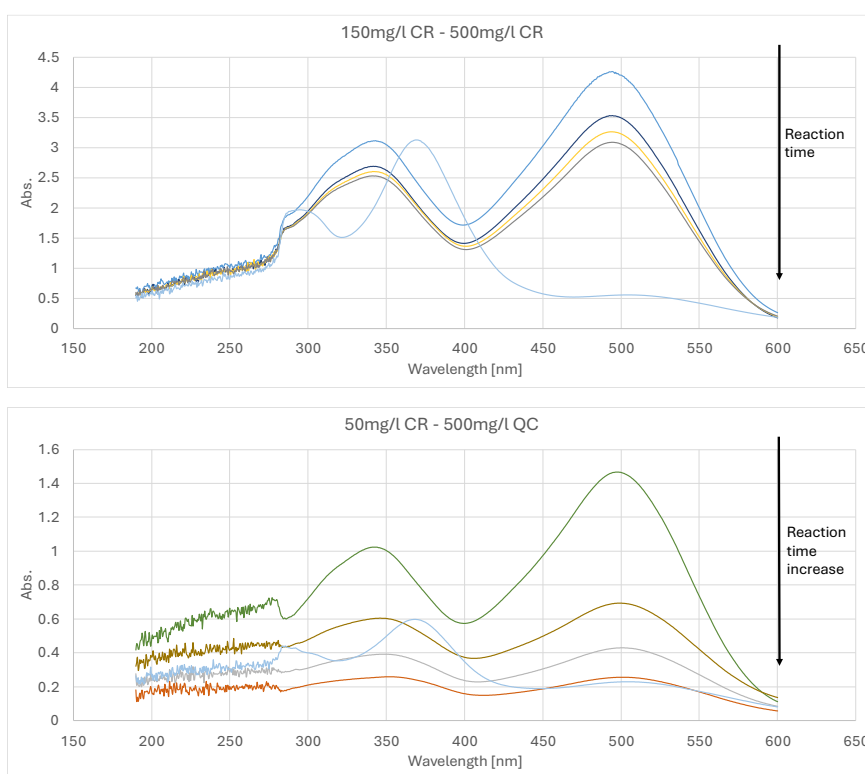 150mg/l CR - 500mg/l CR
4.5
4
3.5
3
2.5
2
1.5
1
0.5
0
Abs.
Reaction
time
150 200 250 300 350 400 450 500 550 600 650
Wavelength [nm]
50mg/l CR - 500mg/l QC
1.6
1.4
1.2
1
0.8
0.6
0.4
0.2
0
Abs.
Reaction
time
increase
150 200 250 300 350 400 450 500 550 600 650
Wavelength [nm]